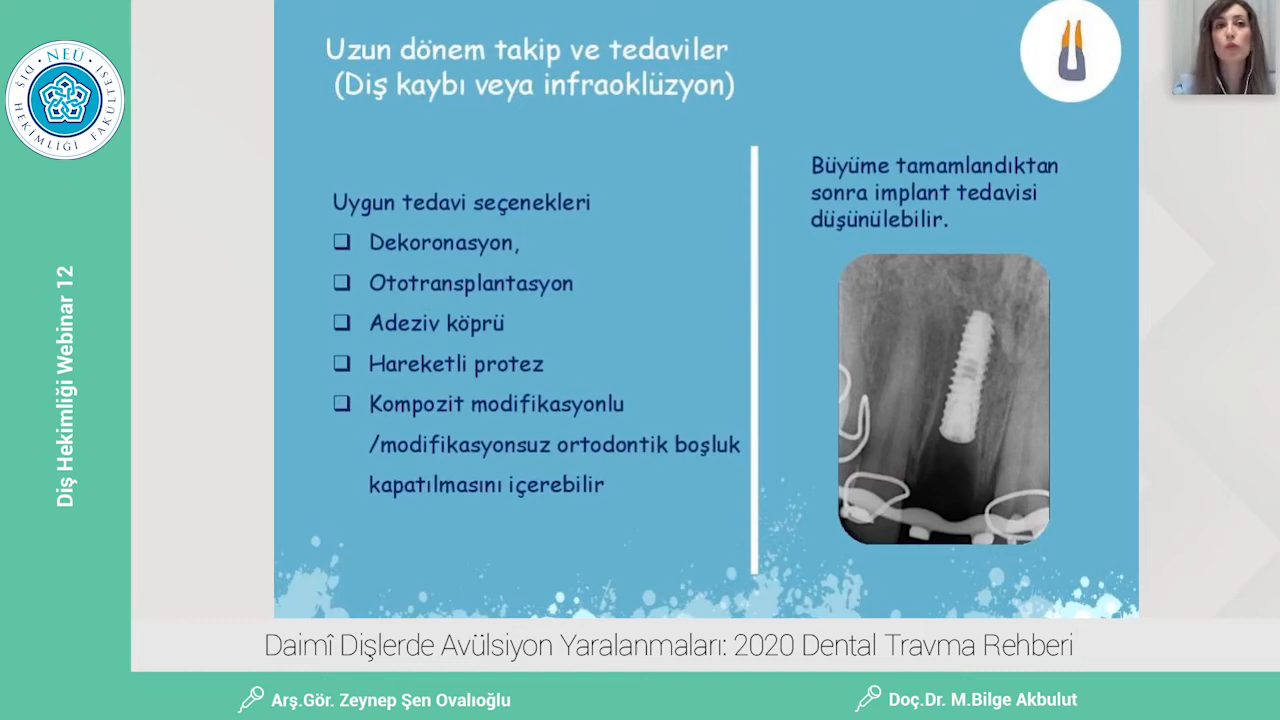 NEÜ
DİŞ HEKİMLİĞİ FAKÜLTESİ
Diş Hekimliği Webinar 12
Uzun dönem takip ve tedaviler
(Diş kaybı veya infraoklüzyon)
Uygun tedavi seçenekleri
❑ Dekoronasyon,
❑ Ototransplantasyon
❑ Adeziv köprü
❑ Hareketli protez
❑ Kompozit modifikasyonlu
/modifikasyonsuz ortodontik boşluk
kapatılmasını içerebilir
Büyüme tamamlandıktan
sonra implant tedavisi
düşünülebilir.
Daimî Dişlerde Avülsiyon Yaralanmaları: 2020 Dental Travma Rehberi
Arş.Gör. Zeynep Şen Ovalıoğlu
Doç.Dr. M.Bilge Akbulut